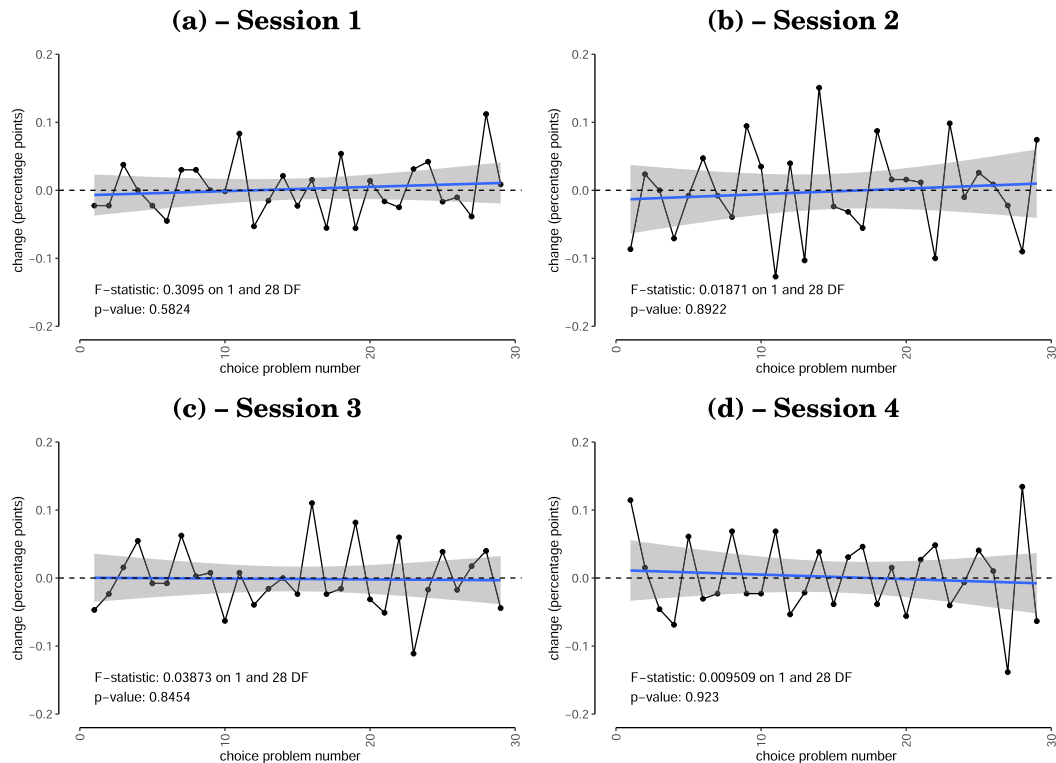 (a) – Session 1
change (percentage points)
0.2
0.1
0.0
−0.1
−0.2
F−statistic: 0.3095 on 1 and 28 DF
p−value: 0.5824
0
10
20
30
choice problem number
(b) – Session 2
change (percentage points)
0.2
0.1
0.0
−0.1
−0.2
F−statistic: 0.01871 on 1 and 28 DF
p−value: 0.8922
0
10
20
30
choice problem number
(c) – Session 3
change (percentage points)
0.2
0.1
0.0
−0.1
−0.2
F−statistic: 0.03873 on 1 and 28 DF
p−value: 0.8454
0
10
20
30
choice problem number
(d) – Session 4
change (percentage points)
0.2
0.1
0.0
−0.1
−0.2
F−statistic: 0.009509 on 1 and 28 DF
p−value: 0.923
0
10
20
30
choice problem number